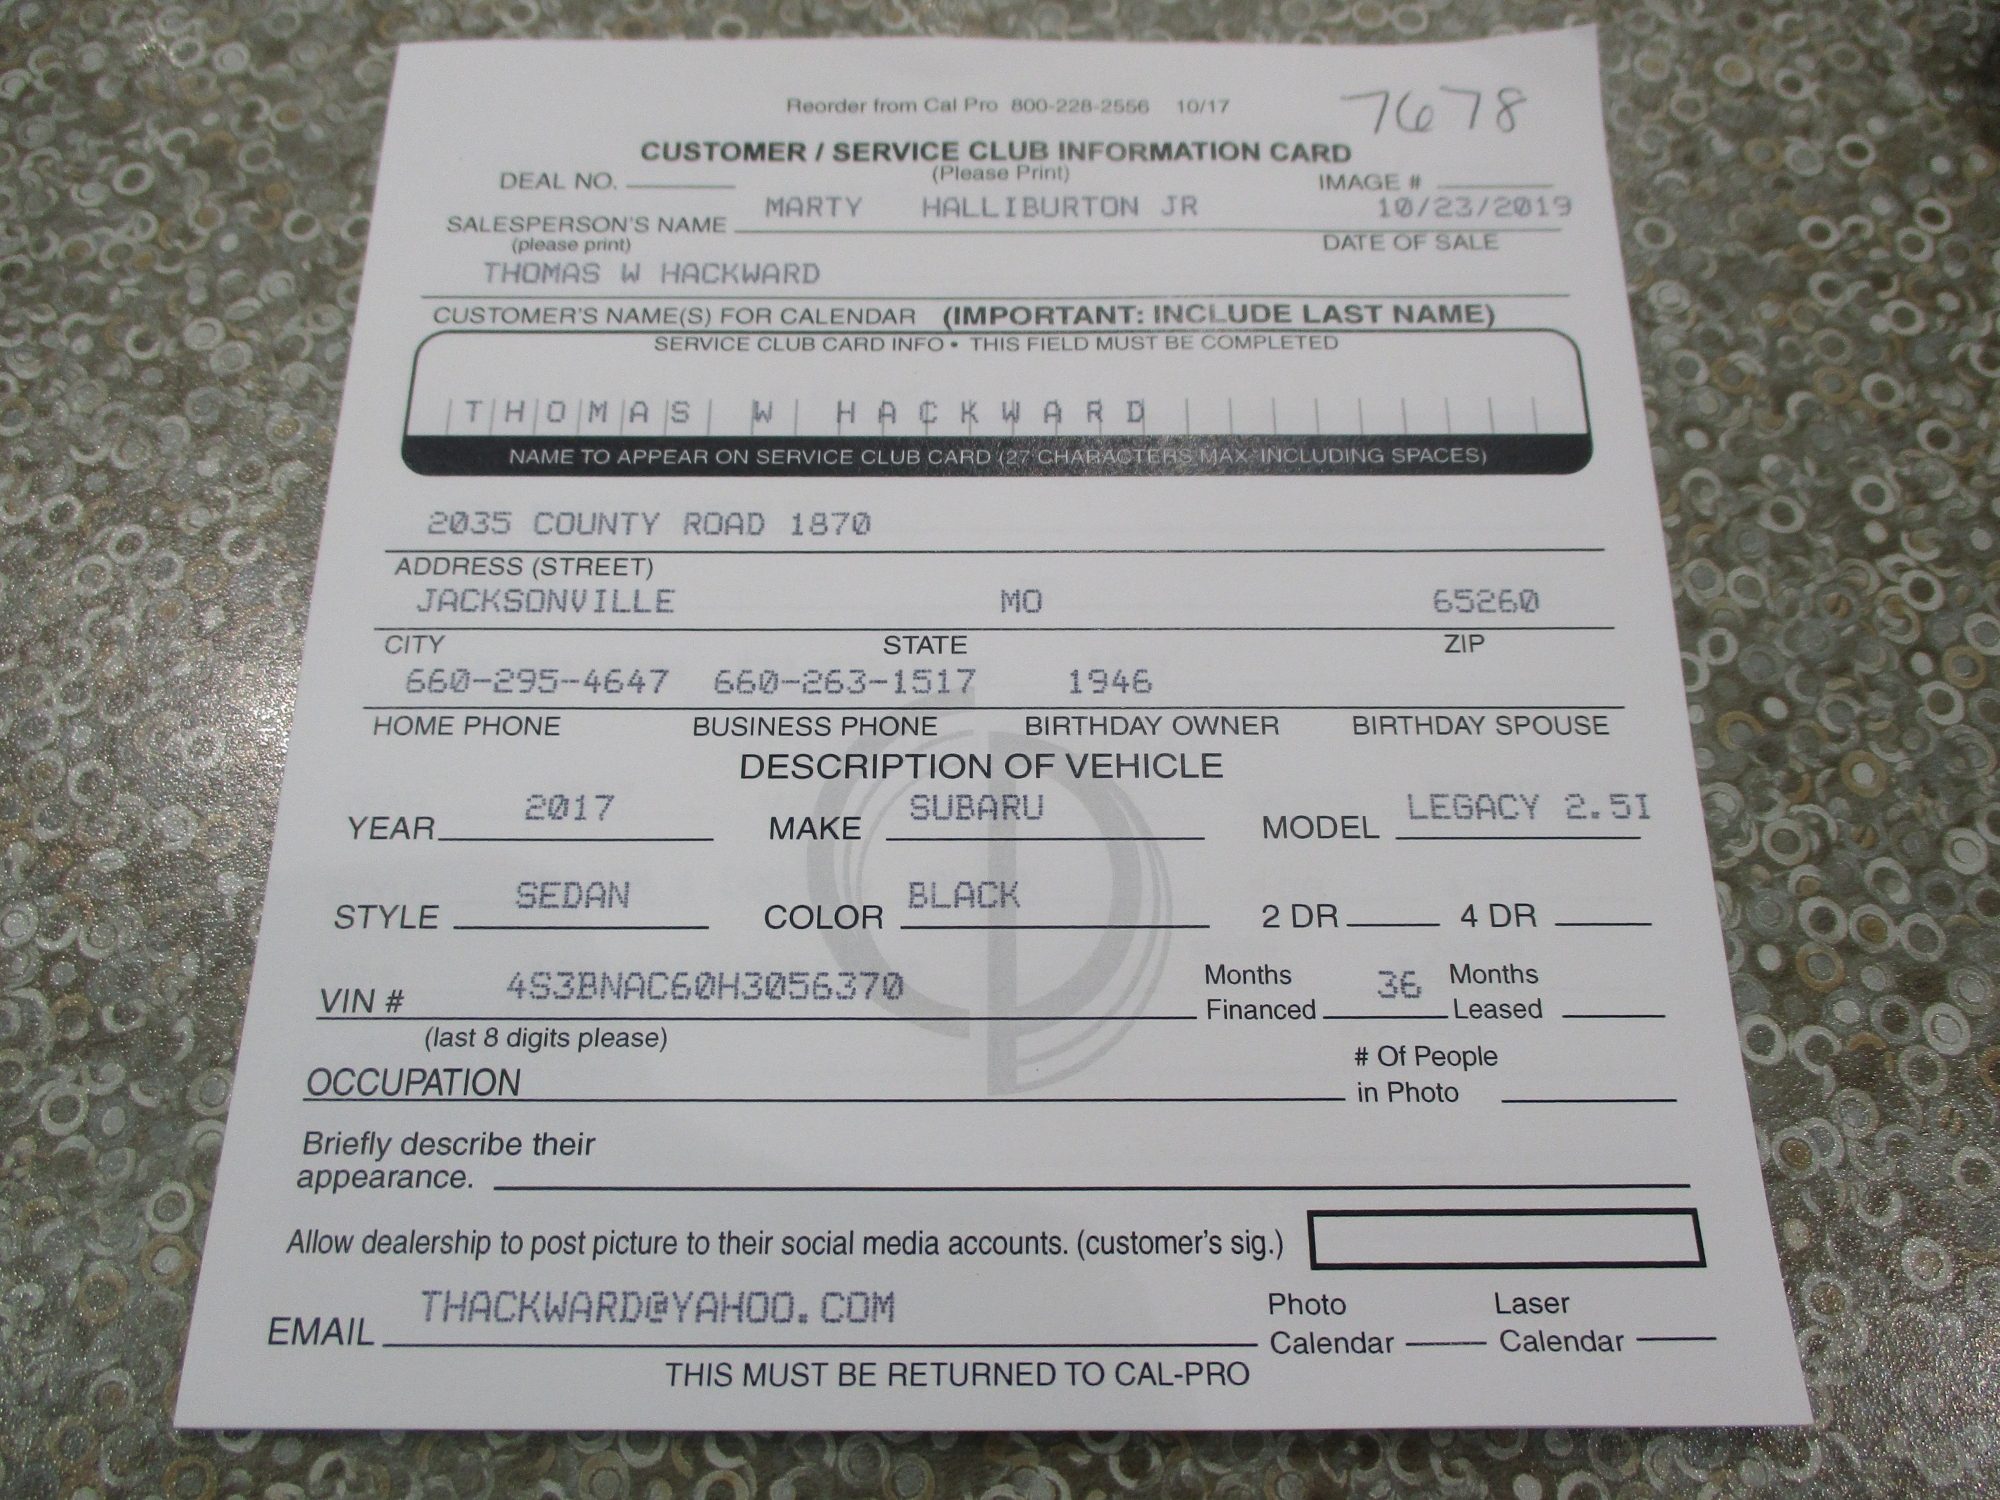 Reorder from Cal Pro 800-228-2556 10/17
7678
CUSTOMER / SERVICE CLUB INFORMATION CARD
(Please Print)
DEAL NO. IMAGE #
MARTY HALLIBURTON JR 10/23/2019
SALESPERSON'S NAME DATE OF SALE
(please print)
THOMAS W HACKWARD
CUSTOMER'S NAME(S) FOR CALENDAR (IMPORTANT: INCLUDE LAST NAME)
SERVICE CLUB CARD INFO • THIS FIELD MUST BE COMPLETED
THOMAS W HACKWARD
NAME TO APPEAR ON SERVICE CLUB CARD (27 CHARACTERS MAX. INCLUDING SPACES)
2035 COUNTY ROAD 1870
ADDRESS (STREET)
JACKSONVILLE MO 65260
CITY STATE ZIP
660-295-4647 660-263-1517 1946
HOME PHONE BUSINESS PHONE BIRTHDAY OWNER BIRTHDAY SPOUSE
DESCRIPTION OF VEHICLE
YEAR 2017 MAKE SUBARU MODEL LEGACY 2.5I
STYLE SEDAN COLOR BLACK 2 DR 4 DR
VIN # 4S3BNAC60H3056370 Months Financed 36 Months Leased
(last 8 digits please)
OCCUPATION # Of People in Photo
Briefly describe their
appearance.
Allow dealership to post picture to their social media accounts. (customer's sig.)
EMAIL THACKWARD@YAHOO.COM Photo Calendar Laser Calendar
THIS MUST BE RETURNED TO CAL-PRO